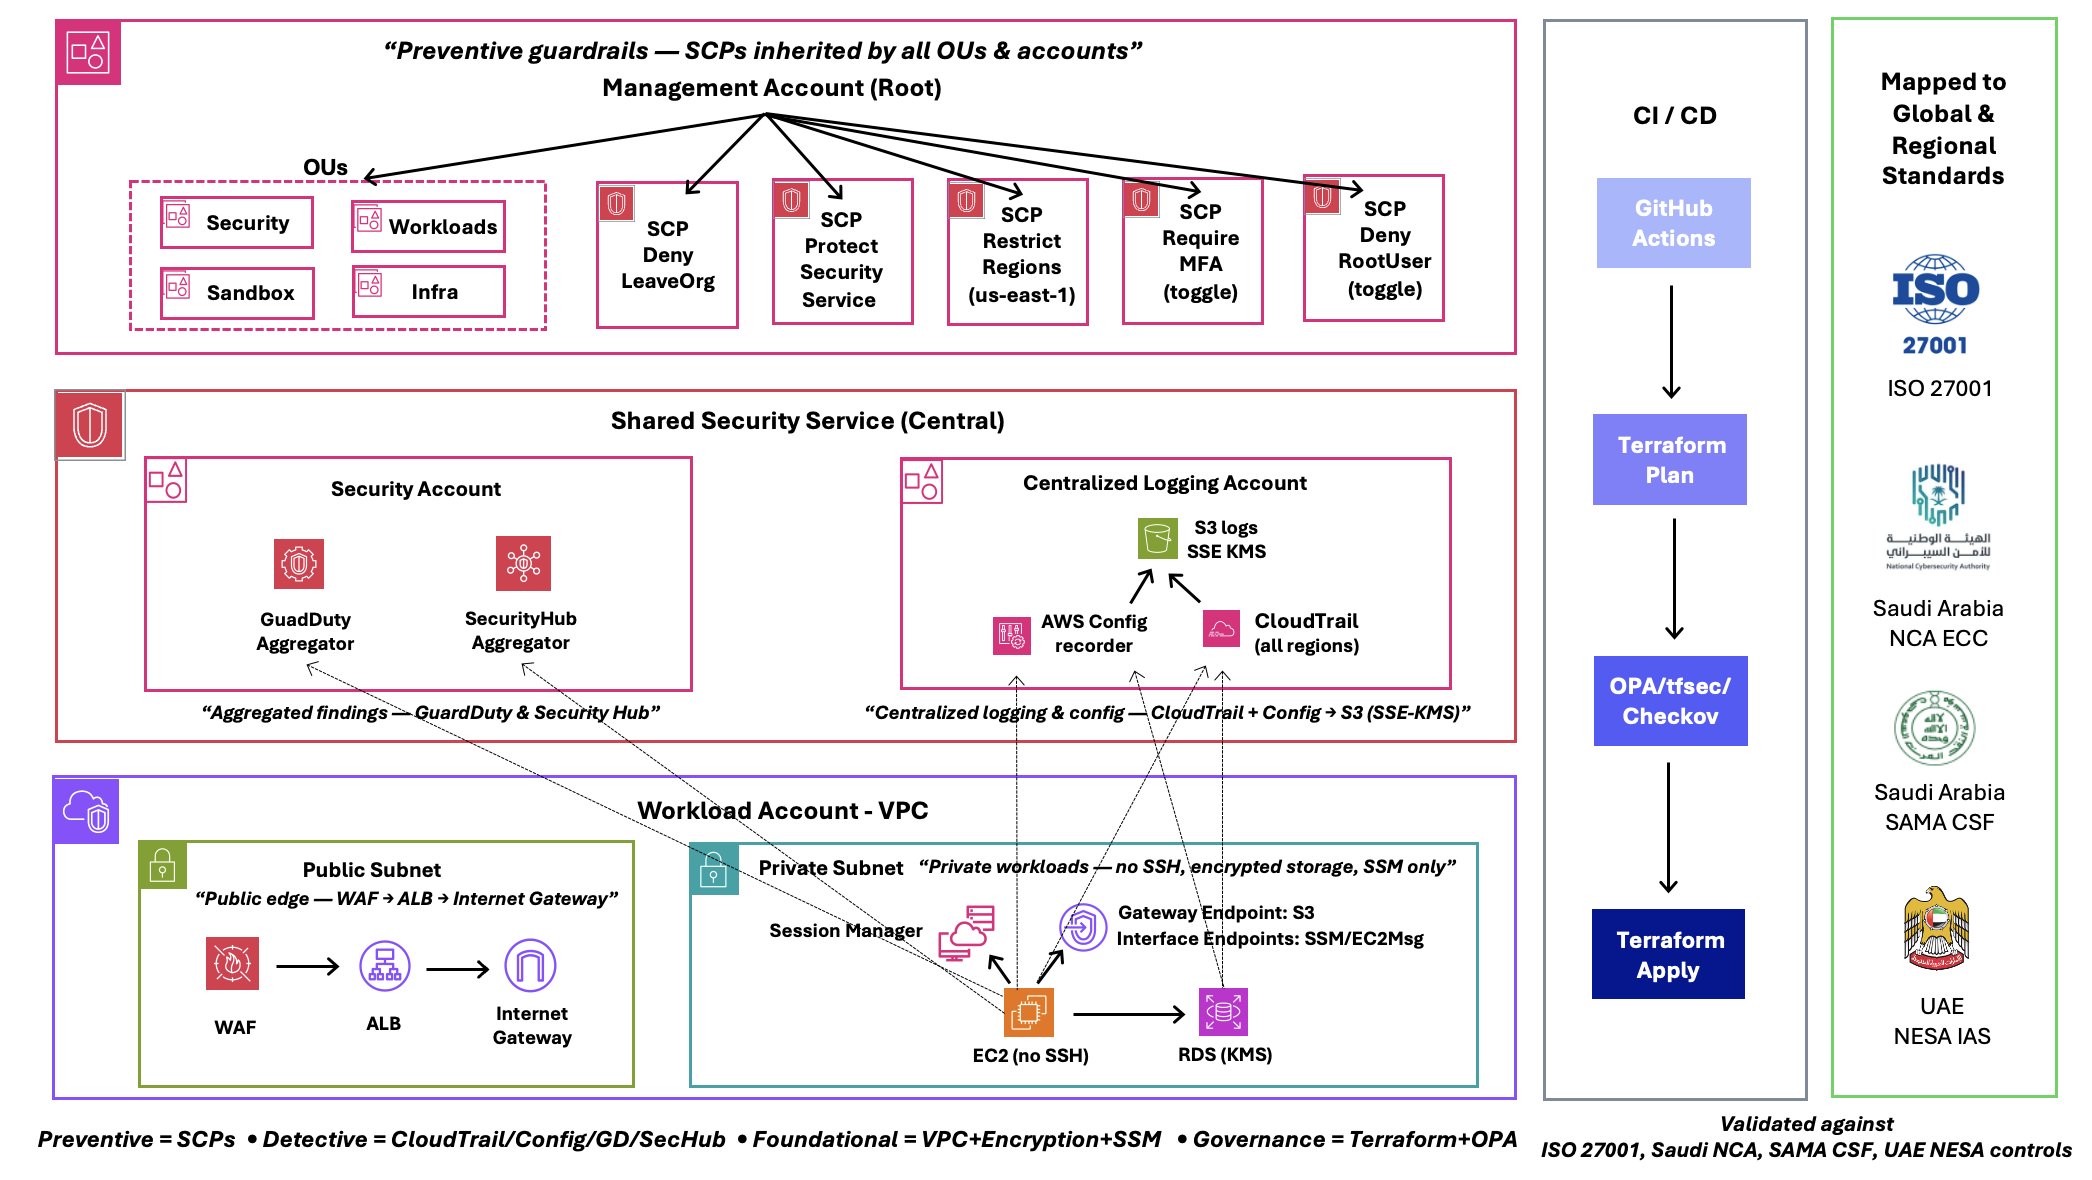 “Preventive guardrails — SCPs inherited by all OUs & accounts”
Management Account (Root)
OUs
Security
Workloads
Sandbox
Infra
SCP
Deny
LeaveOrg
SCP
Protect
Security
Service
SCP
Restrict
Regions
(us-east-1)
SCP
Require
MFA
(toggle)
SCP
Deny
RootUser
(toggle)
Shared Security Service (Central)
Security Account
GuadDuty
Aggregator
SecurityHub
Aggregator
“Aggregated findings — GuardDuty & Security Hub”
Centralized Logging Account
S3 logs
SSE KMS
AWS Config
recorder
CloudTrail
(all regions)
“Centralized logging & config — CloudTrail + Config → S3 (SSE-KMS)”
Workload Account - VPC
Public Subnet
“Public edge — WAF → ALB → Internet Gateway”
WAF
ALB
Internet
Gateway
Private Subnet
“Private workloads — no SSH, encrypted storage, SSM only”
Session Manager
Gateway Endpoint: S3
Interface Endpoints: SSM/EC2Msg
EC2 (no SSH)
RDS (KMS)
Preventive = SCPs • Detective = CloudTrail/Config/GD/SecHub • Foundational = VPC+Encryption+SSM • Governance = Terraform+OPA
CI / CD
GitHub
Actions
Terraform
Plan
OPA/tfsec/
Checkov
Terraform
Apply
Mapped to
Global &
Regional
Standards
ISO
27001
ISO 27001
الهيئة الوطنية
للأمن السيبراني
National Cybersecurity Authority
Saudi Arabia
NCA ECC
Saudi Arabia
SAMA CSF
UAE
NESA IAS
Validated against
ISO 27001, Saudi NCA, SAMA CSF, UAE NESA controls